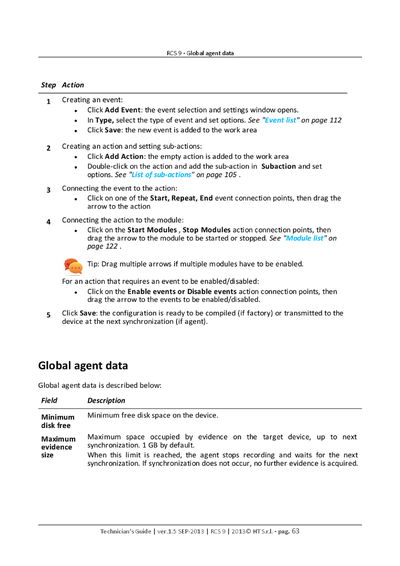 RCS 9 - Global agent data
Step Action
1 Creating an event:
• Click Add Event: the event selection and settings window opens.
• In Type, select the type of event and set options. See "Event list" on page 112
• Click Save: the new event is added to the work area
2 Creating an action and setting sub-actions:
• Click Add Action: the empty action is added to the work area
• Double-click on the action and add the sub-action in Subaction and set
options. See "List of sub-actions" on page 105 .
3 Connecting the event to the action:
• Click on one of the Start, Repeat, End event connection points, then drag the
arrow to the action
4 Connecting the action to the module:
• Click on the Start Modules , Stop Modules action connection points, then
drag the arrow to the module to be started or stopped. See "Module list" on
page 122 .
Tip: Drag multiple arrows if multiple modules have to be enabled.
For an action that requires an event to be enabled/disabled:
• Click on the Enable events or Disable events action connection points, then
drag the arrow to the events to be enabled/disabled.
5 Click Save: the configuration is ready to be compiled (if factory) or transmitted to the
device at the next synchronization (if agent).
Global agent data
Global agent data is described below:
Field Description
Minimum Minimum free disk space on the device.
disk free
Maximum Maximum space occupied by evidence on the target device, up to next
evidence synchronization. 1 GB by default.
size When this limit is reached, the agent stops recording and waits for the next
synchronization. If synchronization does not occur, no further evidence is acquired.
Technician's Guide | ver.1.5 SEP-2013 | RCS 9 | 2013© HT S.r.l. - pag. 63